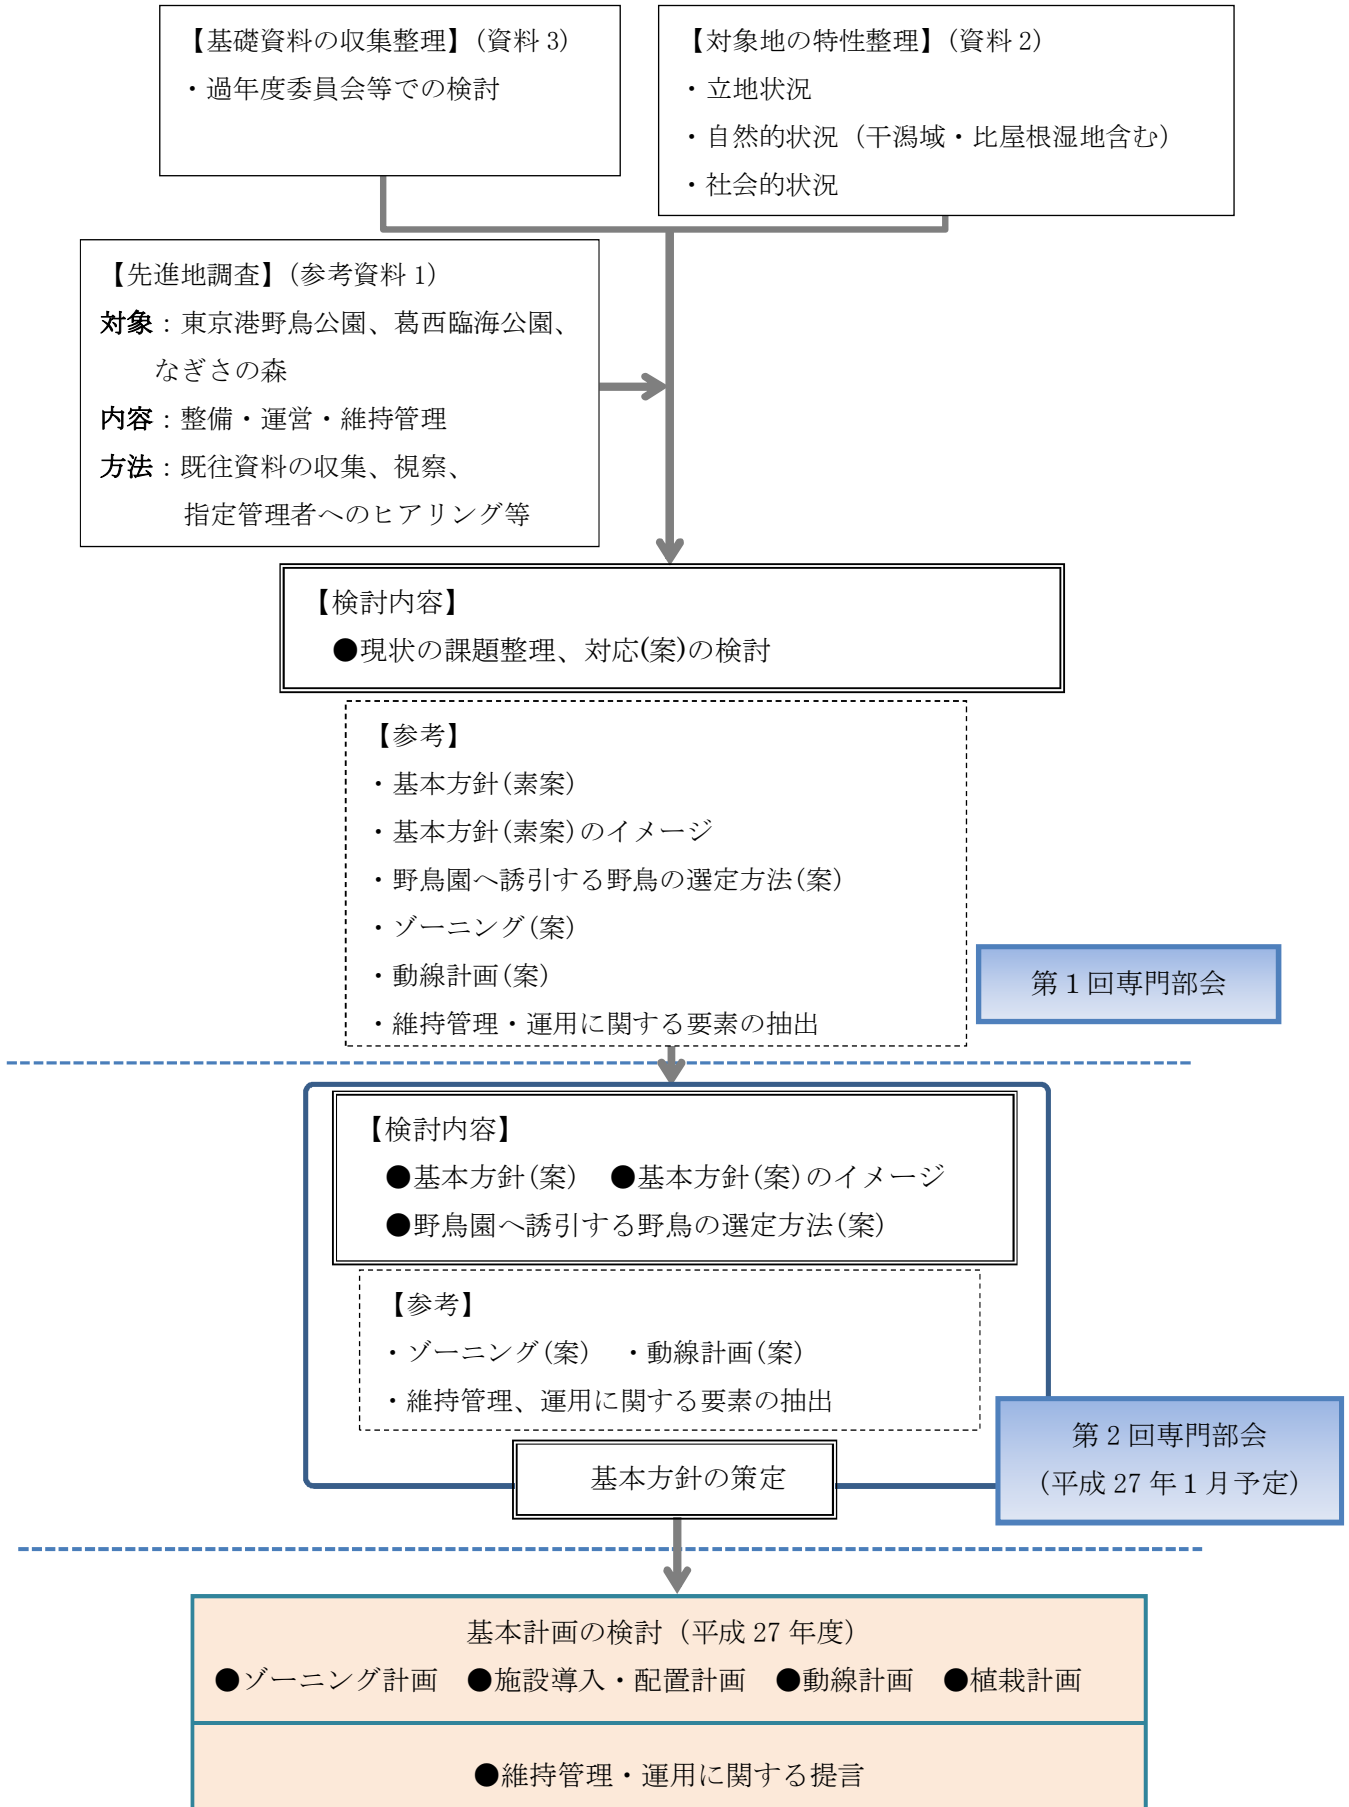 【基礎資料の収集整理】(資料 3)
・過年度委員会等での検討
【対象地の特性整理】(資料 2)
・立地状況
・自然的状況（干潟域・比屋根湿地含む）
・社会的状況
【先進地調査】(参考資料 1)
対象：東京港野鳥公園、葛西臨海公園、
なぎさの森
内容：整備・運営・維持管理
方法：既往資料の収集、視察、
指定管理者へのヒアリング等
【検討内容】
●現状の課題整理、対応(案)の検討
【参考】
・基本方針(素案)
・基本方針(素案)のイメージ
・野鳥園へ誘引する野鳥の選定方法(案)
・ゾーニング(案)
・動線計画(案)
・維持管理・運用に関する要素の抽出
第１回専門部会
【検討内容】
●基本方針(案)　●基本方針(案)のイメージ
●野鳥園へ誘引する野鳥の選定方法(案)
【参考】
・ゾーニング(案)　・動線計画(案)
・維持管理、運用に関する要素の抽出
第２回専門部会
(平成 27 年１月予定)
基本方針の策定
基本計画の検討（平成 27 年度）
●ゾーニング計画　●施設導入・配置計画　●動線計画　●植栽計画
●維持管理・運用に関する提言